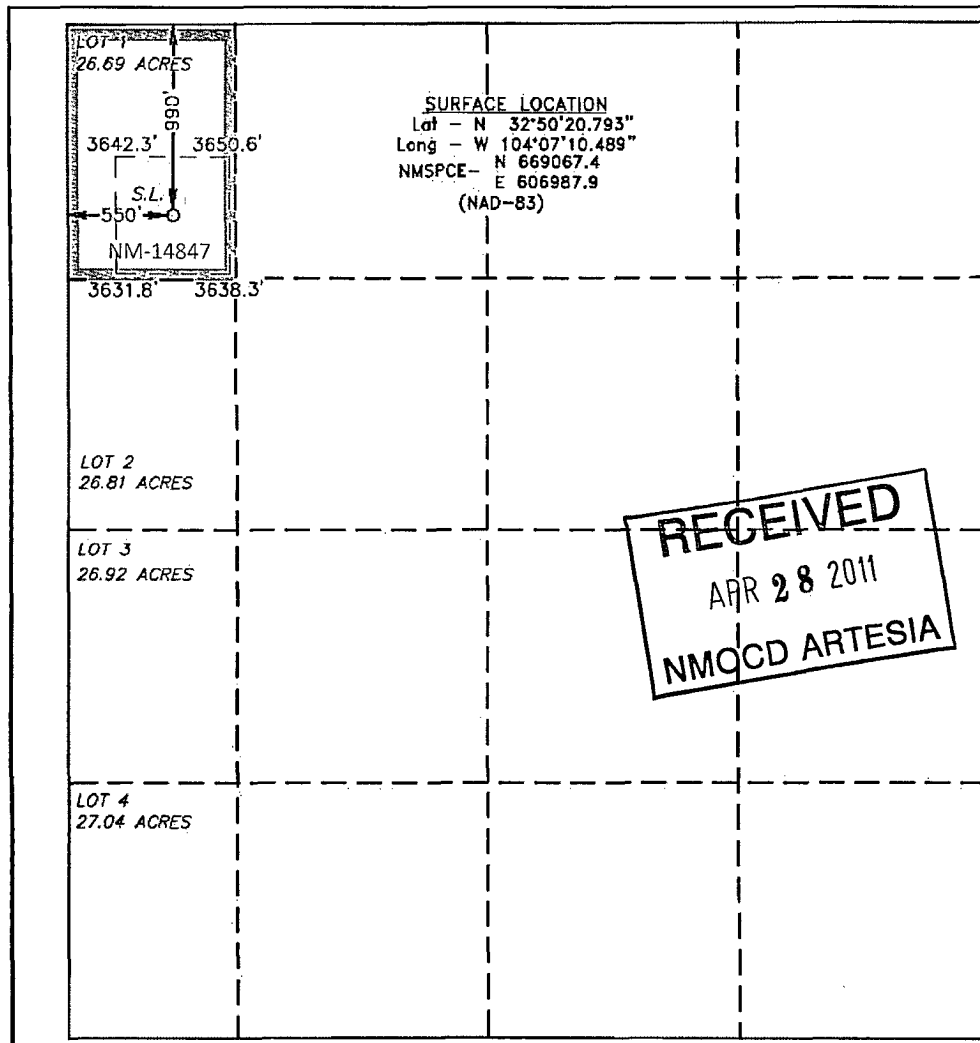 LOT 1
26.69 ACRES
990'
SURFACE LOCATION
Lat - N 32°50'20.793"
Long - W 104°07'10.489"
NMSPCE- N 669067.4
E 606987.9
(NAD-83)
3642.3' 3650.6'
S.L.
550'
NM-14847
3631.8' 3638.3'
LOT 2
26.81 ACRES
LOT 3
26.92 ACRES
RECEIVED
APR 28 2011
NMOCD ARTESIA
LOT 4
27.04 ACRES